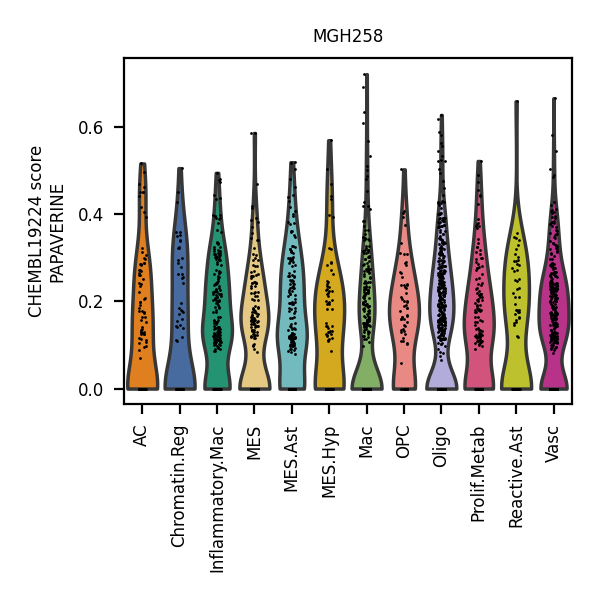 MGH258
CHEMBL19224 score
PAPAVERINE
0.6
0.4
0.2
0.0
AC
Chromatin.Reg
Inflammatory.Mac
MES
MES.Ast
MES.Hyp
Mac
OPC
Oligo
Prolif.Metab
Reactive.Ast
Vasc